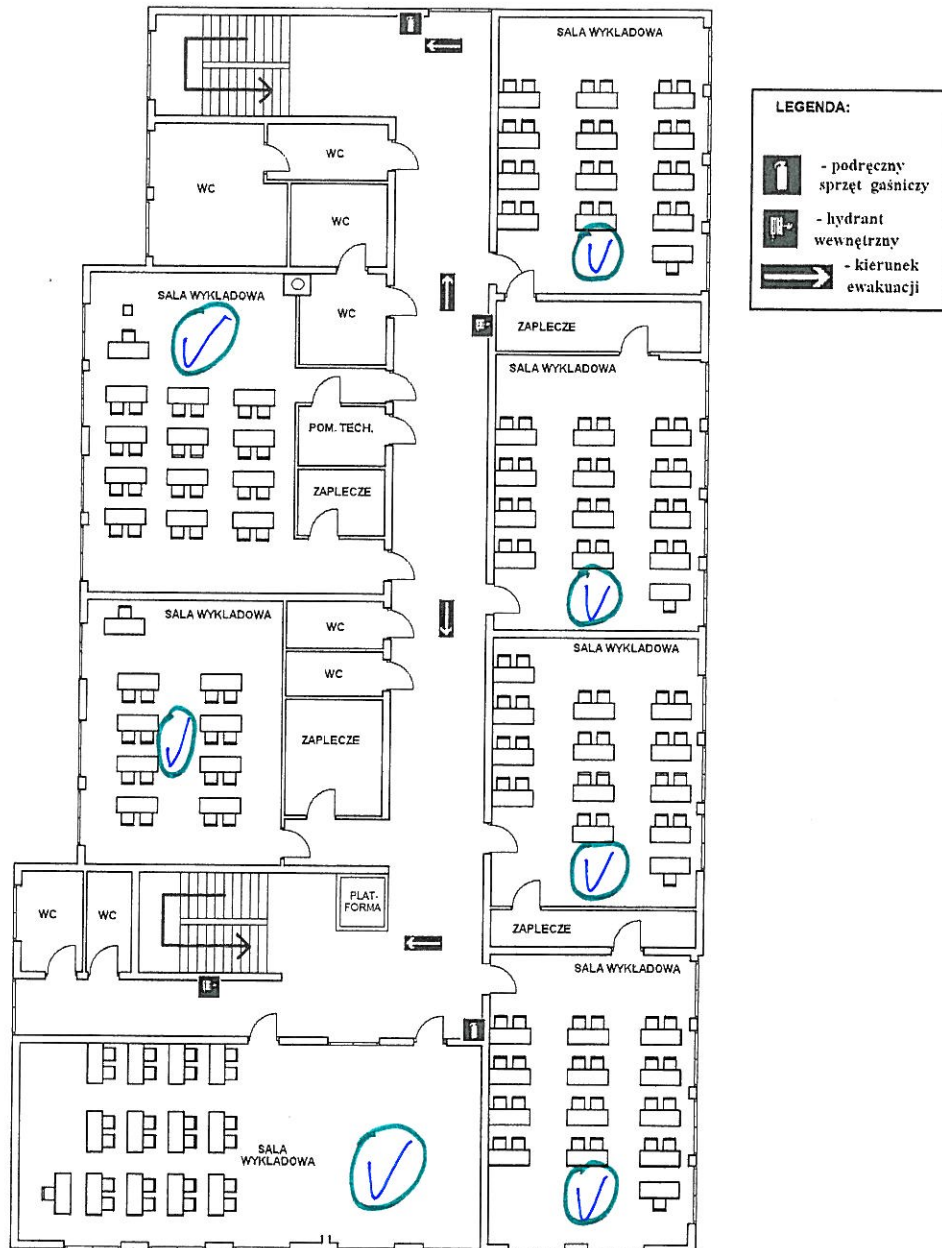 SALA WYKLADOWA
LEGENDA:
- podręczny
sprzęt gaśniczy
- hydrant
wewnętrzny
- kierunek
ewakuacji
WC
WC
WC
SALA WYKLADOWA
WC
ZAPLECZE
SALA WYKLADOWA
POM. TECH.
ZAPLECZE
SALA WYKLADOWA
WC
WC
SALA WYKLADOWA
ZAPLECZE
WC
WC
PLAT-
FORMA
ZAPLECZE
SALA WYKŁADOWA
SALA
WYKLADOWA